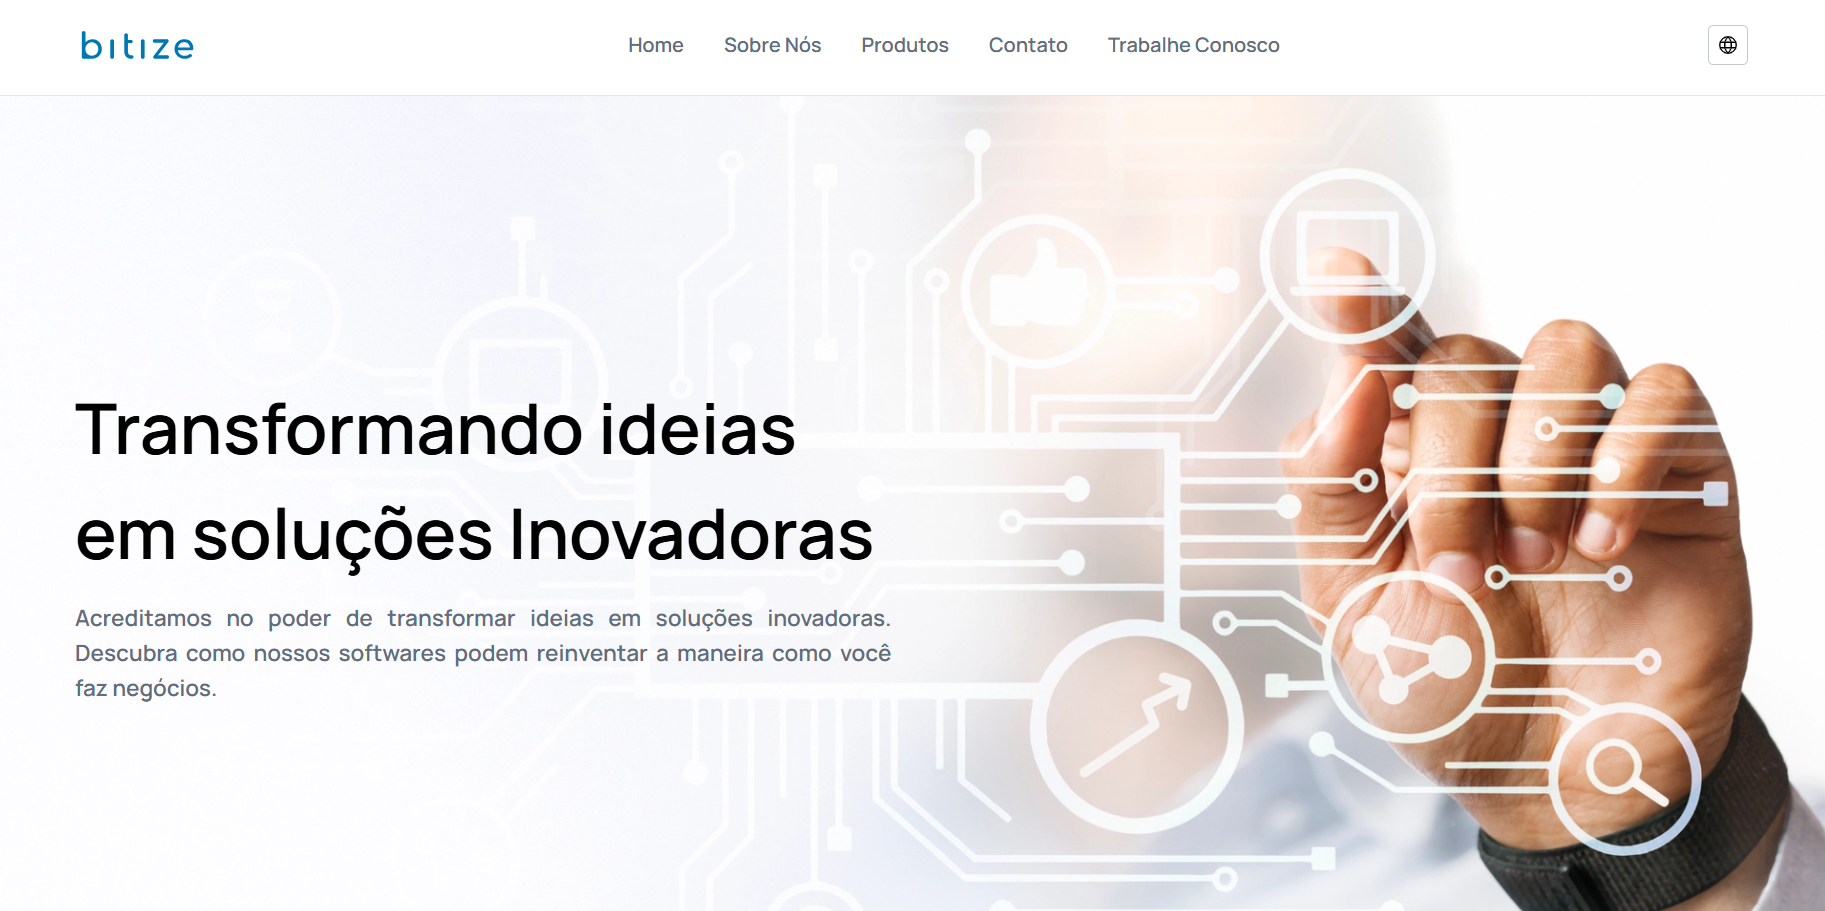 bitize
Home
Sobre Nós
Produtos
Contato
Trabalhe Conosco
Transformando ideias
em soluções Inovadoras
Acreditamos no poder de transformar ideias em soluções inovadoras.
Descubra como nossos softwares podem reinventar a maneira como você
faz negócios.